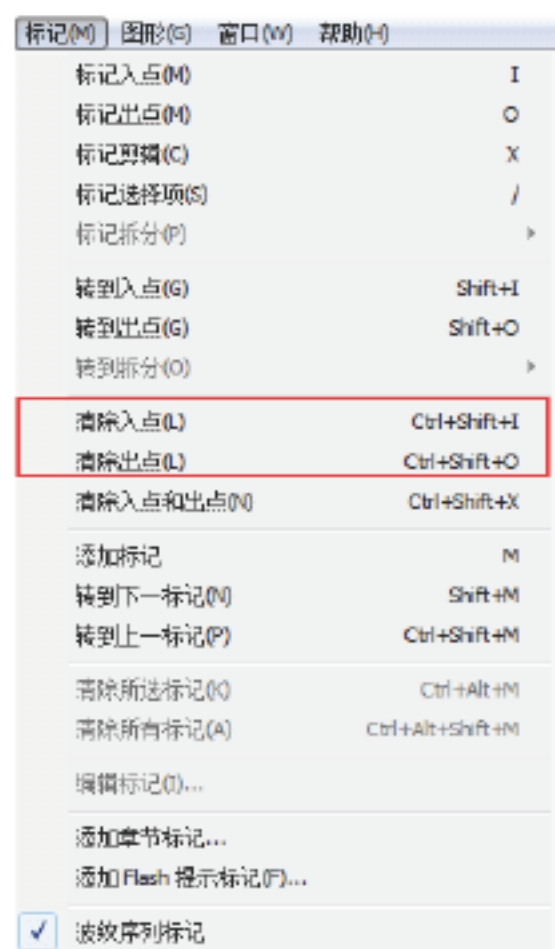 标记(M) 图形(G) 窗口(W) 帮助(H)
标记入点(M) I
标记出点(M) O
标记剪辑(C) X
标记选择项(S) /
标记拆分(P)
转到入点(G) Shift+I
转到出点(G) Shift+O
转到拆分(O)
清除入点(L) Ctrl+Shift+I
清除出点(L) Ctrl+Shift+O
清除入点和出点(N) Ctrl+Shift+X
添加标记 M
转到下一标记(N) Shift+M
转到上一标记(P) Ctrl+Shift+M
清除所选标记(K) Ctrl+Alt+M
清除所有标记(A) Ctrl+Alt+Shift+M
编辑标记(I)...
添加章节标记...
添加 Flash 提示标记(F)...
波纹序列标记